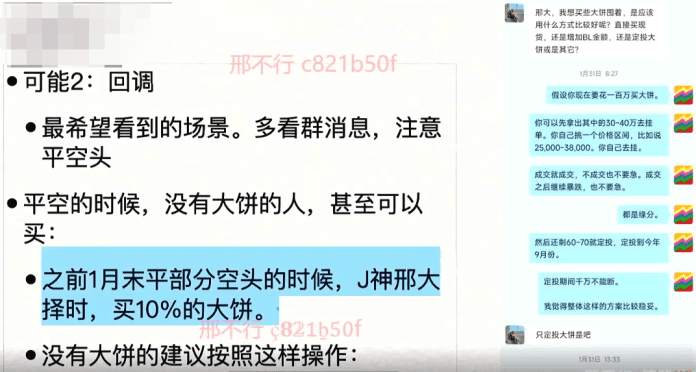 邢不行 c821b50f
• 可能2：回调
• 最希望看到的场景。多看群消息，注意
平空头
• 平空的时候，没有大饼的人，甚至可以
买：
• 之前1月末平部分空头的时候，J神邢大
择时，买10%的大饼。
邢不行 c821b50f
• 没有大饼的建议按照这样操作：
邢大，我想买些大饼囤着，是应该
用什么方式比较好呢？直接买现
货，还是增加BL金额，还是定投大
饼或是其它？
1月31日 8:27
假设你现在要花一百万买大饼。
你可以先拿出其中的30-40万去挂
单。你自己挑一个价格区间，比如说
25,000-38,000。你自己去挂。
成交就成交，不成交也不要急。成交
之后继续暴跌，也不要急。
都是缘分。
然后还剩60-70就定投，定投到今年
9月份。
定投期间千万不能断。
我觉得整体这样的方案比较稳妥。
只定投大饼是吧
1月31日 13:33